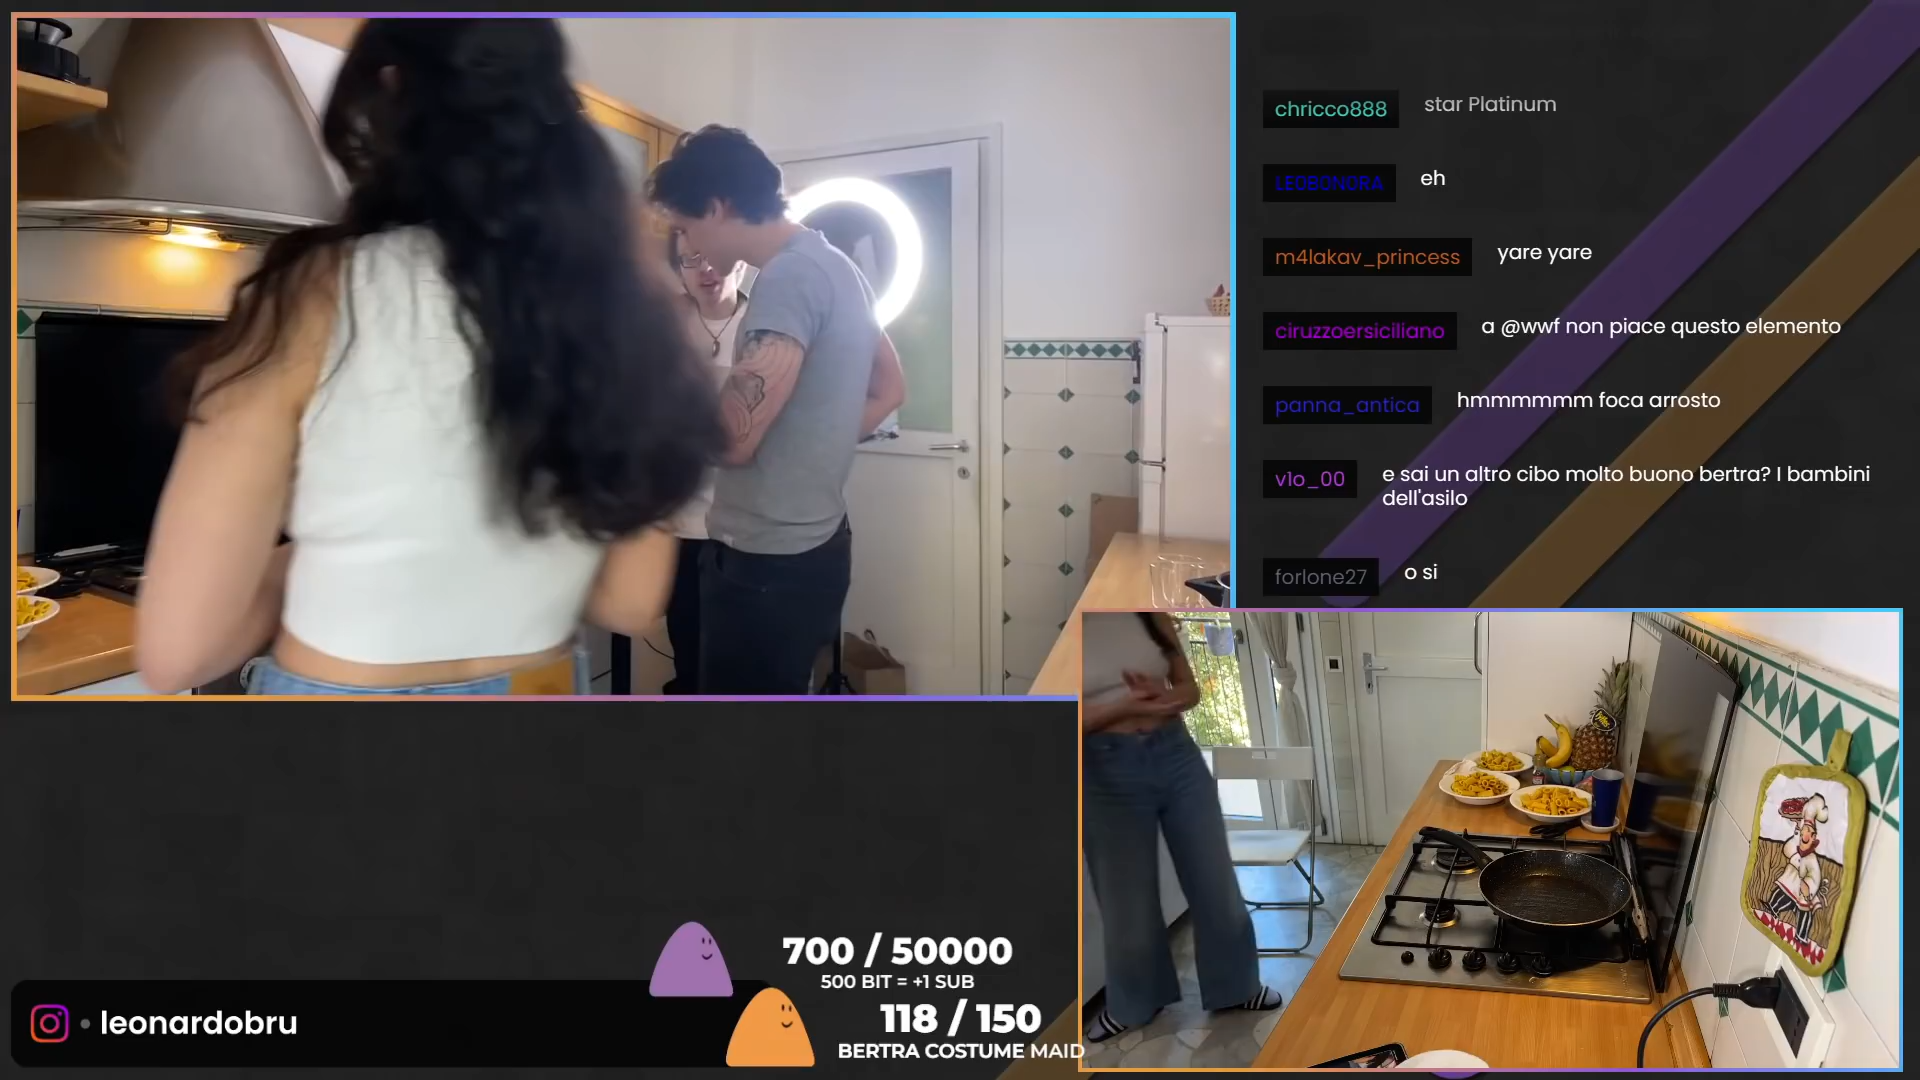 chricco888 star Platinum
LEOBONORA eh
m4lakav_princess yare yare
ciruzzoersiciliano a @wwf non piace questo elemento
panna_antica hmmmmmm foca arrosto
v1o_00 e sai un altro cibo molto buono bertra? I bambini
dell'asilo
forlone27 o si
700 / 50000
500 BIT = +1 SUB
118 / 150
BERTRA COSTUME MAID
leonardobru